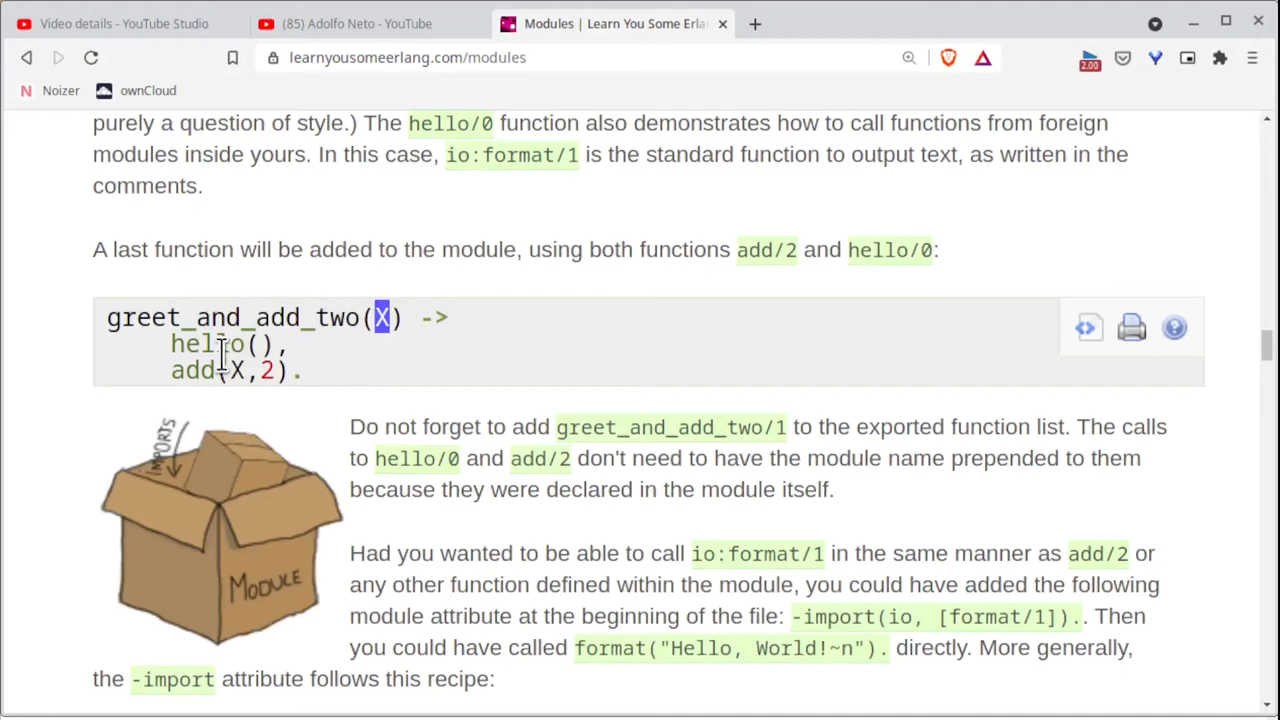 Video details - YouTube Studio
(85) Adolfo Neto - YouTube
Modules | Learn You Some Erla
learnyousomeerlang.com/modules
2.00
N Noizer
ownCloud
purely a question of style.) The hello/0 function also demonstrates how to call functions from foreign
modules inside yours. In this case, io:format/1 is the standard function to output text, as written in the
comments.
A last function will be added to the module, using both functions add/2 and hello/0:
greet_and_add_two(X) ->
hello(),
add(X,2).
IMPORTS
MODULE
Do not forget to add greet_and_add_two/1 to the exported function list. The calls
to hello/0 and add/2 don't need to have the module name prepended to them
because they were declared in the module itself.
Had you wanted to be able to call io:format/1 in the same manner as add/2 or
any other function defined within the module, you could have added the following
module attribute at the beginning of the file: -import(io, [format/1]).. Then
you could have called format("Hello, World!~n"). directly. More generally,
the -import attribute follows this recipe: